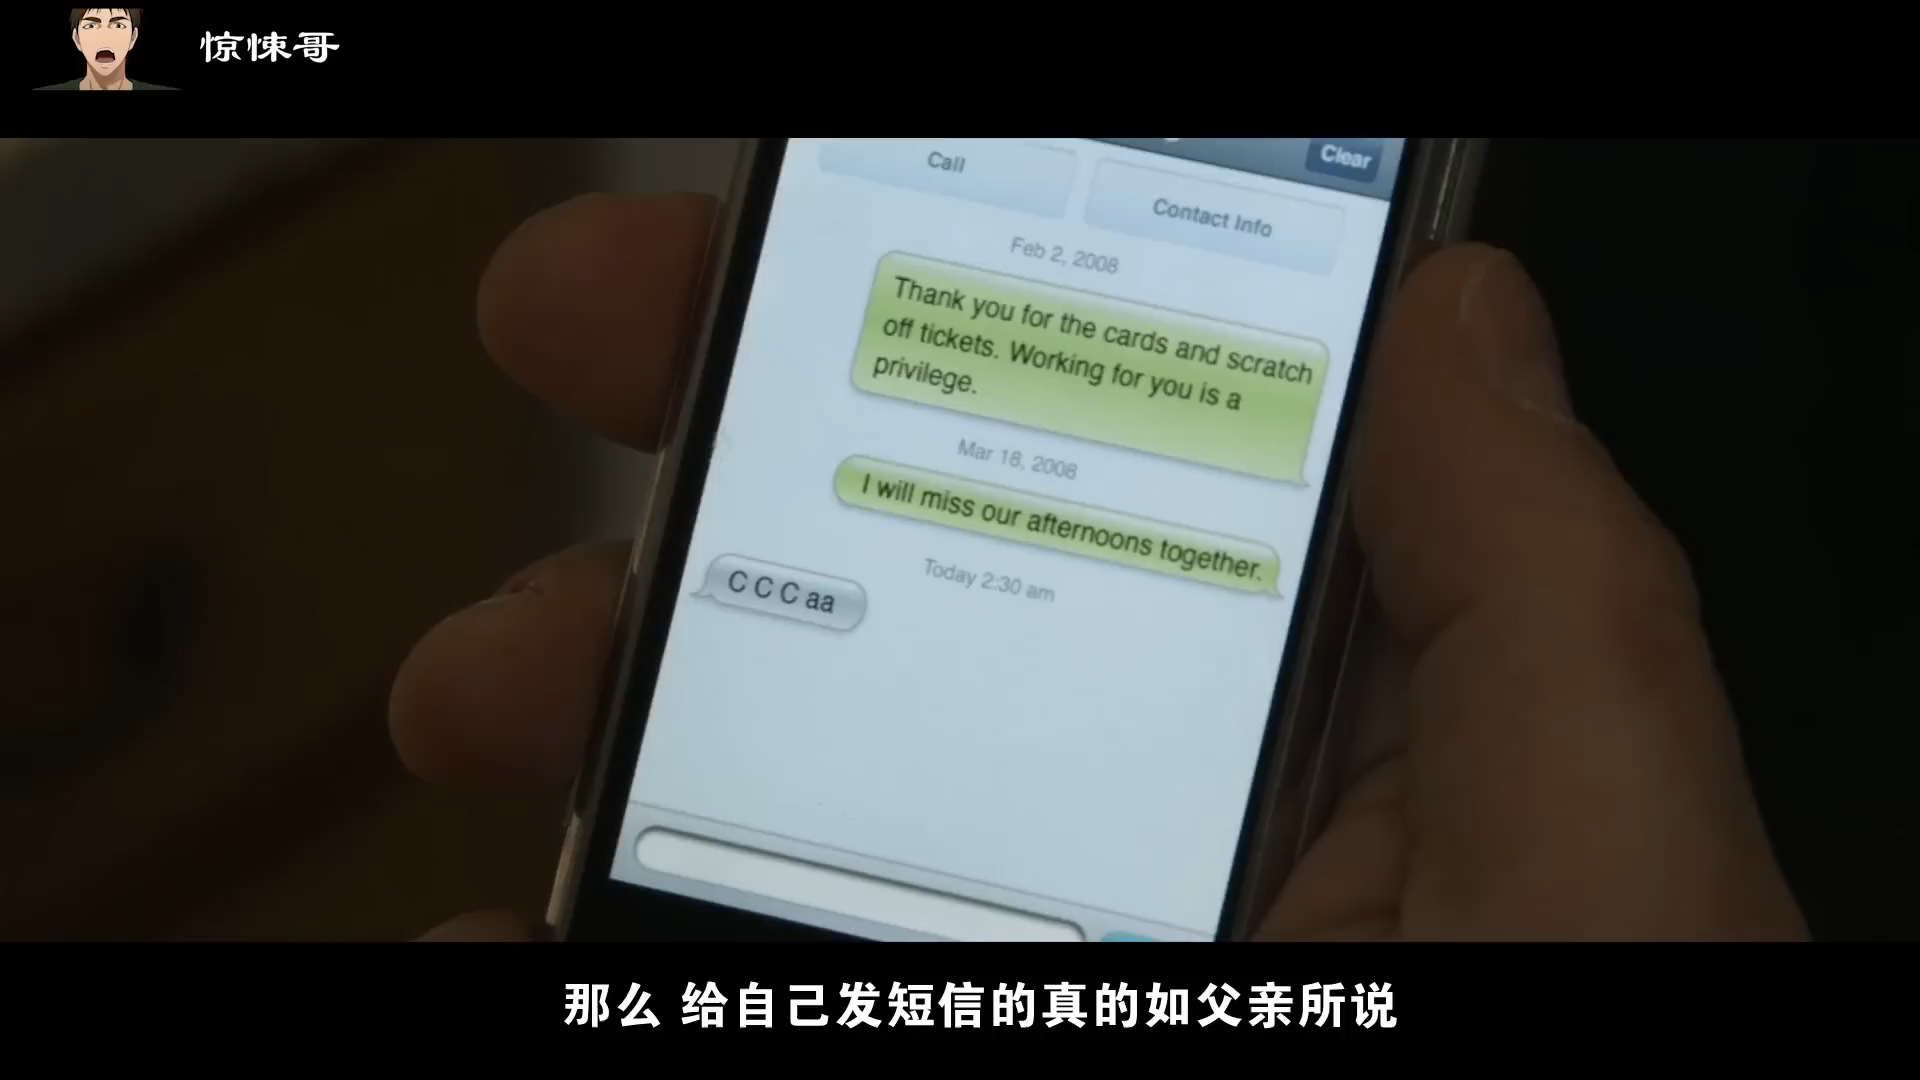 惊悚哥
Call
Contact Info
Clear
Feb 2, 2008
Thank you for the cards and scratch
off tickets. Working for you is a
privilege.
Mar 18, 2008
I will miss our afternoons together.
Today 2:30 am
C C C aa
那么 给自己发短信的真的如父亲所说